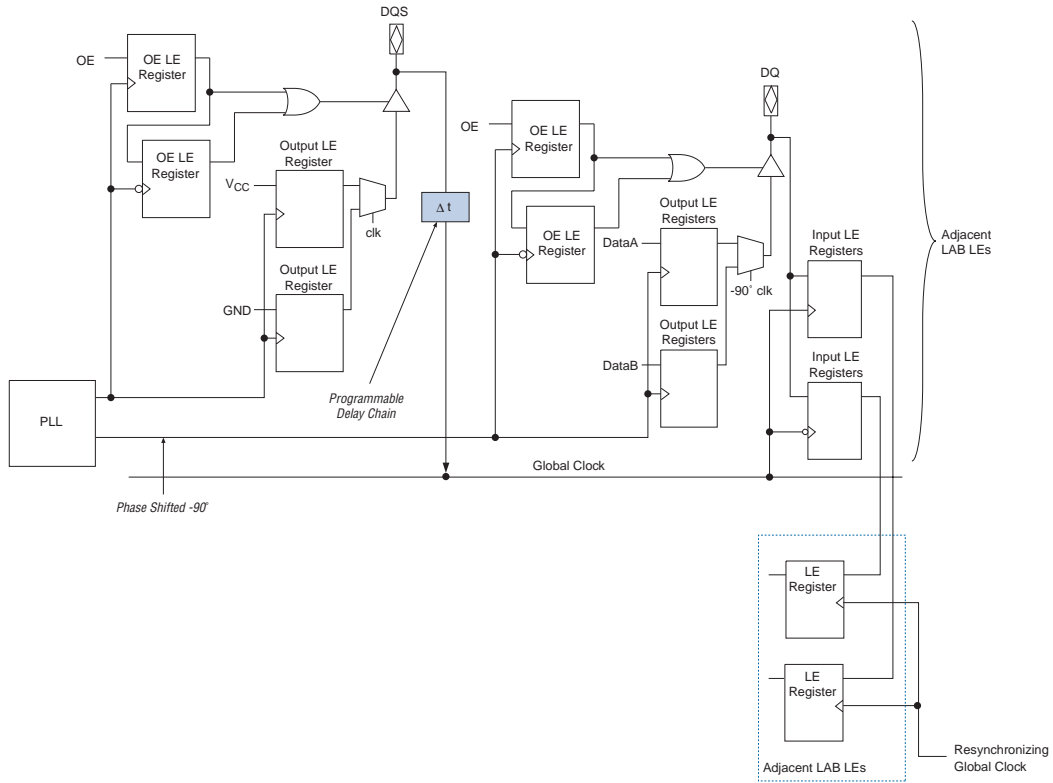 DQS
OE
OE LE
Register
OE LE
Register
Output LE
Register
VCC
clk
Δ t
Output LE
Register
GND
PLL
Programmable
Delay Chain
Phase Shifted -90˚
Global Clock
DQ
OE
OE LE
Register
OE LE
Register
Output LE
Registers
DataA
-90˚ clk
Output LE
Registers
DataB
Input LE
Registers
Input LE
Registers
Adjacent
LAB LEs
LE
Register
LE
Register
Adjacent LAB LEs
Resynchronizing
Global Clock